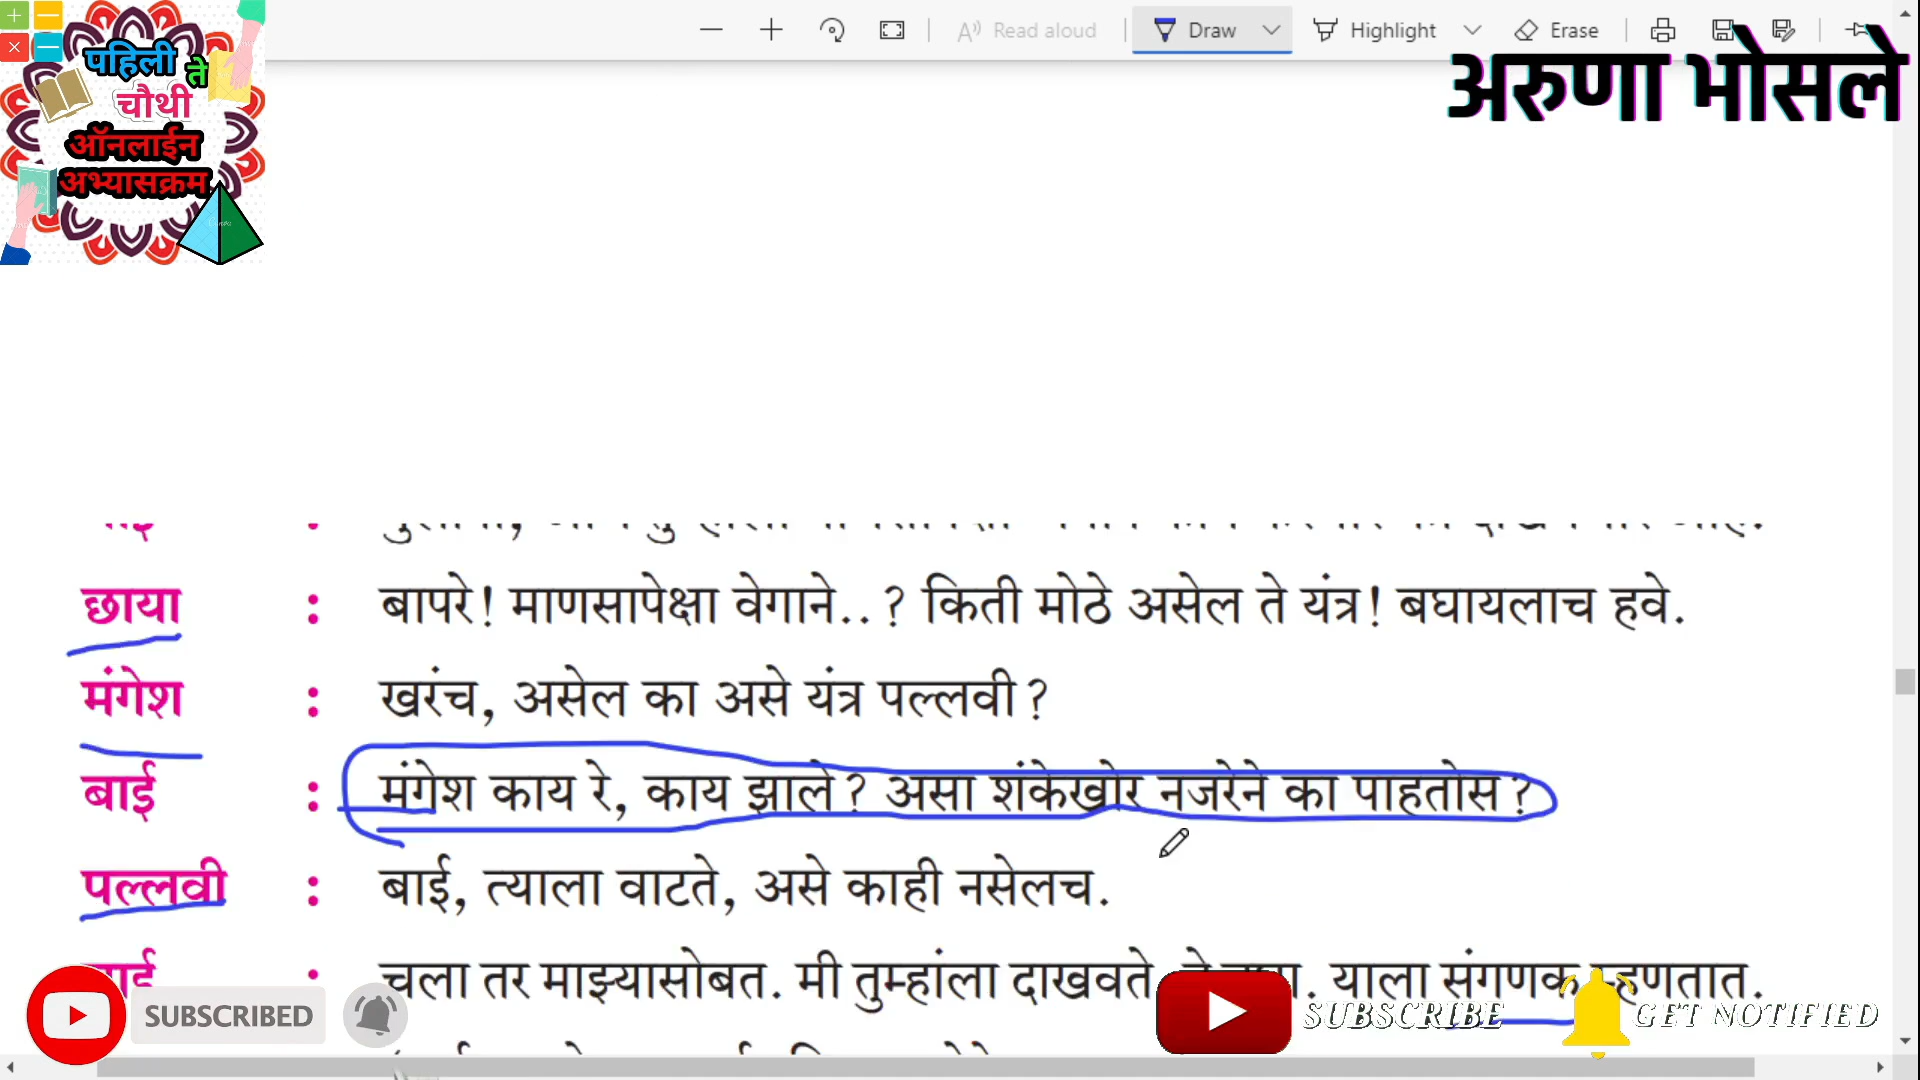 Read aloud
Draw
Highlight
Erase
पहिली ते
चौथी
ऑनलाईन
अभ्यासक्रम
अरुणा भोसले
छाया : बापरे! माणसापेक्षा वेगाने..? किती मोठे असेल ते यंत्र! बघायलाच हवे.
मंगेश : खरंच, असेल का असे यंत्र पल्लवी?
बाई : मंगेश काय रे, काय झाले? असा शंकेखोर नजरेने का पाहतोस?
पल्लवी : बाई, त्याला वाटते, असे काही नसेलच.
बाई : चला तर माझ्यासोबत. मी तुम्हांला दाखवते याला संगणक म्हणतात.
SUBSCRIBED
SUBSCRIBE
GET NOTIFIED